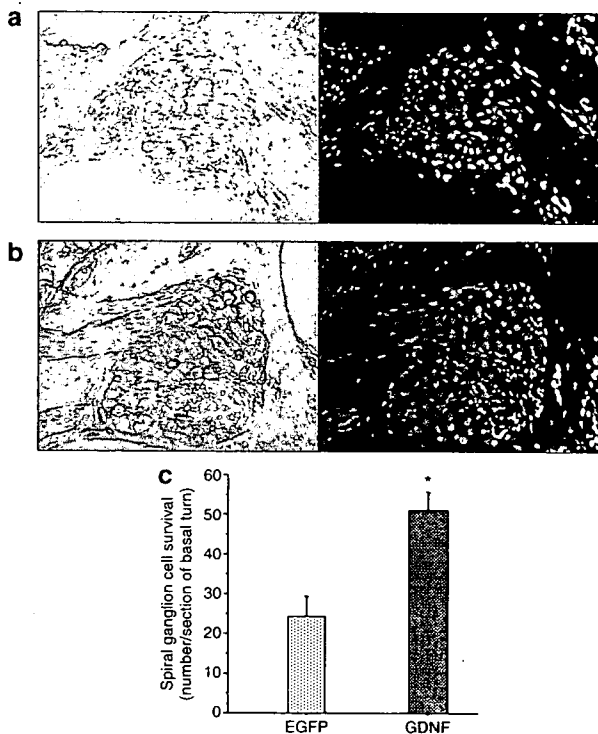 a
b
c
Spiral ganglion cell survival
(number/section of basal turn)
60
50
40
30
20
10
0
*
EGFP
GDNF